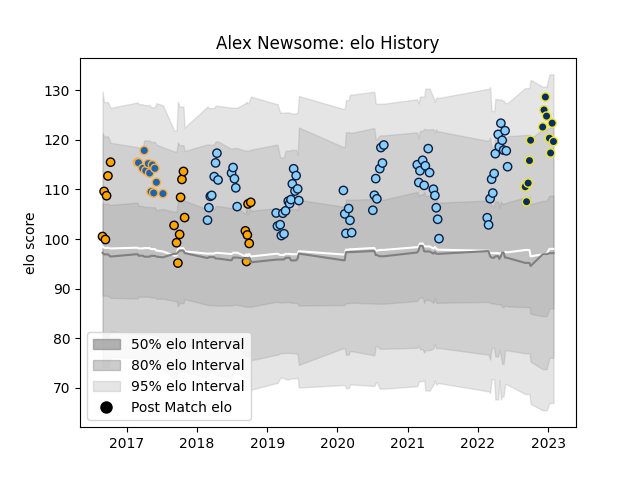 Alex Newsome: elo History
elo score
130
120
110
100
90
80
70
50% elo Interval
80% elo Interval
95% elo Interval
Post Match elo
2017 2018 2019 2020 2021 2022 2023